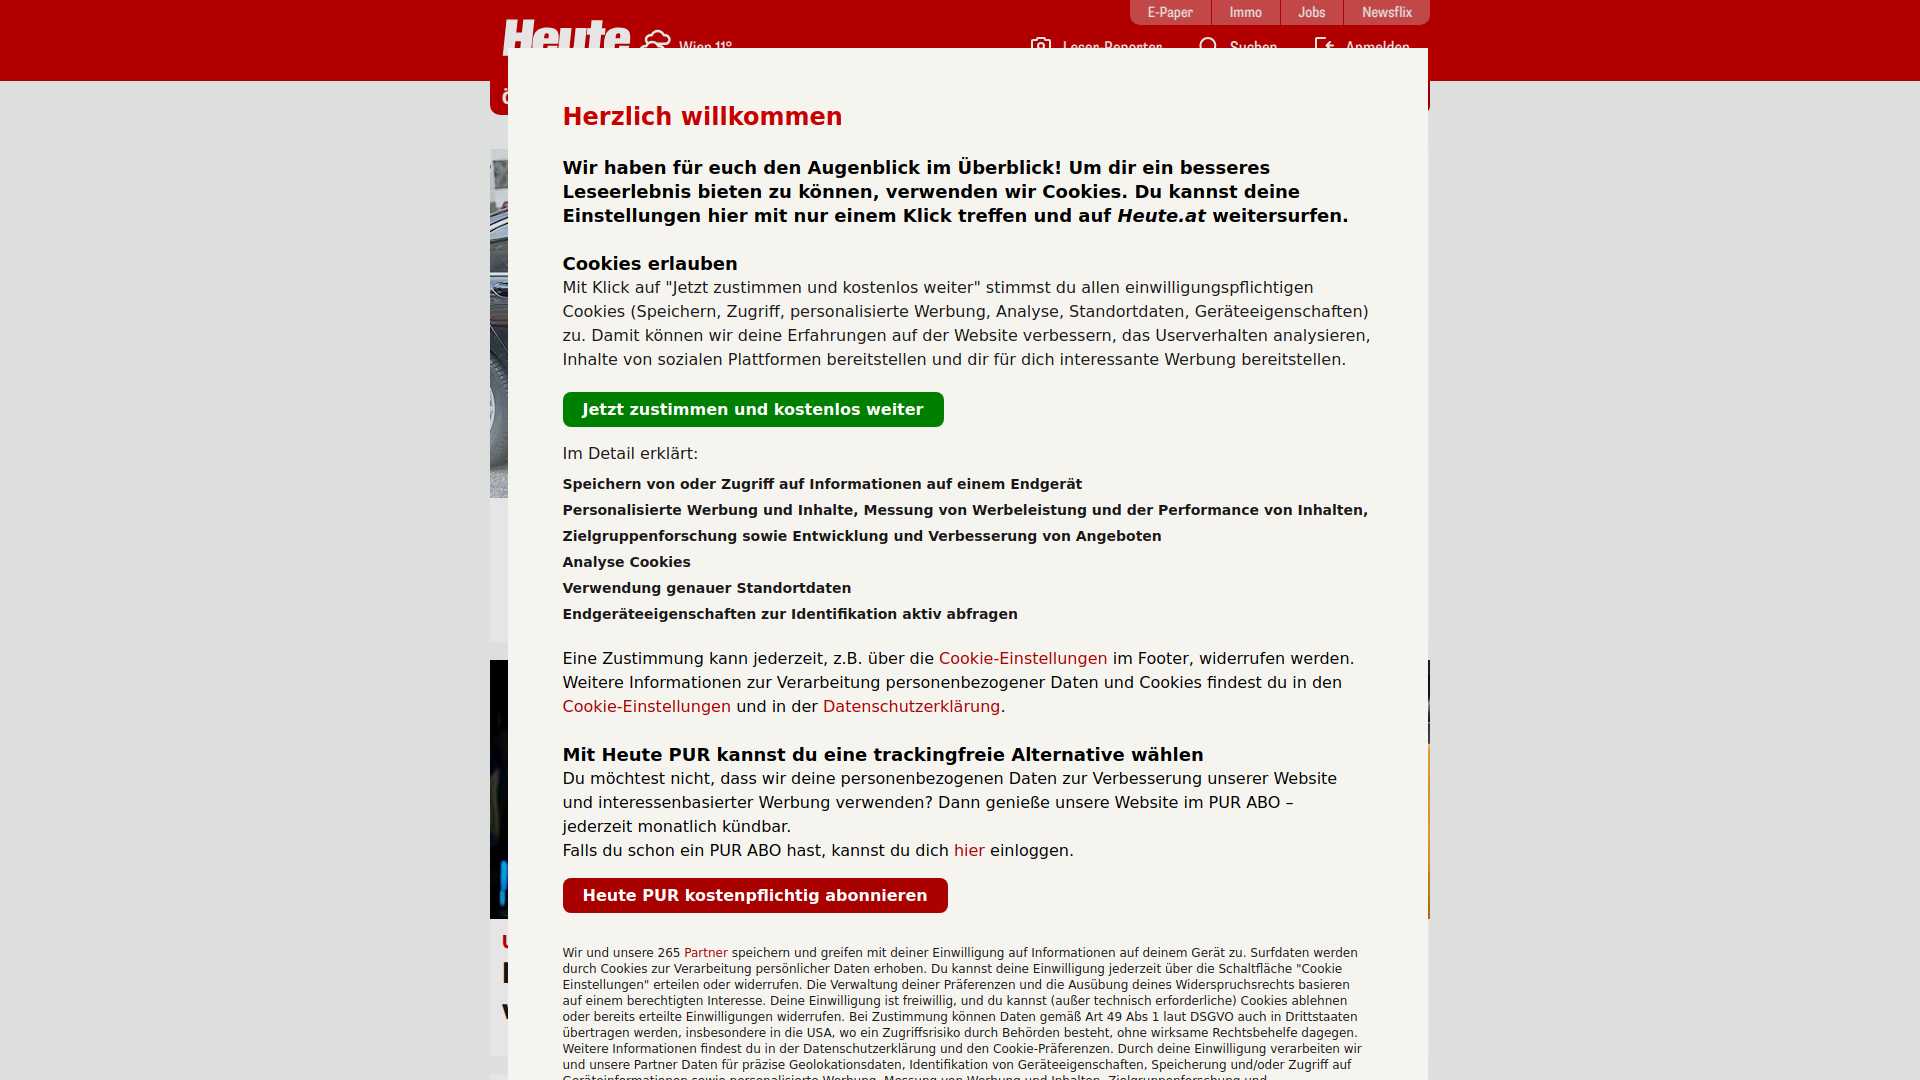 E-Paper
Immo
Jobs
Newsflix
Heute
Wien 11°
Leser-Reporter
Suchen
Anmelden
Herzlich willkommen
Wir haben für euch den Augenblick im Überblick! Um dir ein besseres
Leseerlebnis bieten zu können, verwenden wir Cookies. Du kannst deine
Einstellungen hier mit nur einem Klick treffen und auf Heute.at weitersurfen.
Cookies erlauben
Mit Klick auf "Jetzt zustimmen und kostenlos weiter" stimmst du allen einwilligungspflichtigen
Cookies (Speichern, Zugriff, personalisierte Werbung, Analyse, Standortdaten, Geräteeigenschaften)
zu. Damit können wir deine Erfahrungen auf der Website verbessern, das Userverhalten analysieren,
Inhalte von sozialen Plattformen bereitstellen und dir für dich interessante Werbung bereitstellen.
Jetzt zustimmen und kostenlos weiter
Im Detail erklärt:
Speichern von oder Zugriff auf Informationen auf einem Endgerät
Personalisierte Werbung und Inhalte, Messung von Werbeleistung und der Performance von Inhalten,
Zielgruppenforschung sowie Entwicklung und Verbesserung von Angeboten
Analyse Cookies
Verwendung genauer Standortdaten
Endgeräteeigenschaften zur Identifikation aktiv abfragen
Eine Zustimmung kann jederzeit, z.B. über die Cookie-Einstellungen im Footer, widerrufen werden.
Weitere Informationen zur Verarbeitung personenbezogener Daten und Cookies findest du in den
Cookie-Einstellungen und in der Datenschutzerklärung.
Mit Heute PUR kannst du eine trackingfreie Alternative wählen
Du möchtest nicht, dass wir deine personenbezogenen Daten zur Verbesserung unserer Website
und interessenbasierter Werbung verwenden? Dann genieße unsere Website im PUR ABO –
jederzeit monatlich kündbar.
Falls du schon ein PUR ABO hast, kannst du dich hier einloggen.
Heute PUR kostenpflichtig abonnieren
Wir und unsere 265 Partner speichern und greifen mit deiner Einwilligung auf Informationen auf deinem Gerät zu. Surfdaten werden
durch Cookies zur Verarbeitung persönlicher Daten erhoben. Du kannst deine Einwilligung jederzeit über die Schaltfläche "Cookie
Einstellungen" erteilen oder widerrufen. Die Verwaltung deiner Präferenzen und die Ausübung deines Widerspruchsrechts basieren
auf einem berechtigten Interesse. Deine Einwilligung ist freiwillig, und du kannst (außer technisch erforderliche) Cookies ablehnen
oder bereits erteilte Einwilligungen widerrufen. Bei Zustimmung können Daten gemäß Art 49 Abs 1 laut DSGVO auch in Drittstaaten
übertragen werden, insbesondere in die USA, wo ein Zugriffsrisiko durch Behörden besteht, ohne wirksame Rechtsbehelfe dagegen.
Weitere Informationen findest du in der Datenschutzerklärung und den Cookie-Präferenzen. Durch deine Einwilligung verarbeiten wir
und unsere Partner Daten für präzise Geolokationsdaten, Identifikation von Geräteeigenschaften, Speicherung und/oder Zugriff auf
Geräteinformationen sowie personalisierte Werbung, Messung von Werbung und Inhalten, Zielgruppenforschung und